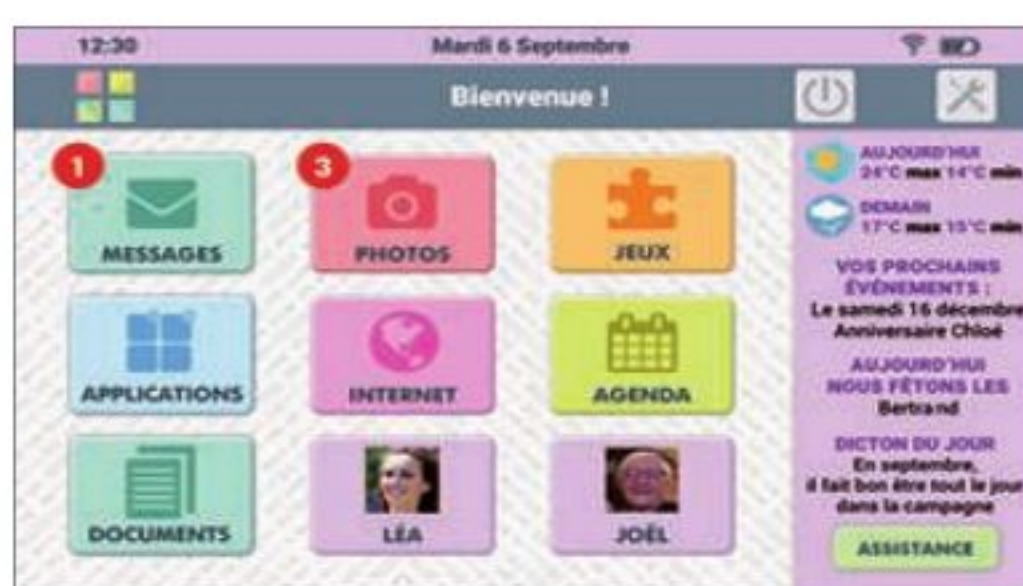 12:30 Mardi 6 Septembre
Bienvenue !
1
MESSAGES
3
PHOTOS
JEUX
APPLICATIONS
INTERNET
AGENDA
DOCUMENTS
LÉA
JOËL
AUJOURD'HUI
24°C max 14°C min
DEMAIN
17°C max 15°C min
VOS PROCHAINS
ÉVÉNEMENTS :
Le samedi 16 décembre
Anniversaire Chloé
AUJOURD'HUI
NOUS FÊTONS LES
Bertrand
DICTON DU JOUR
En septembre,
il fait bon être tout le jour
dans la campagne
ASSISTANCE